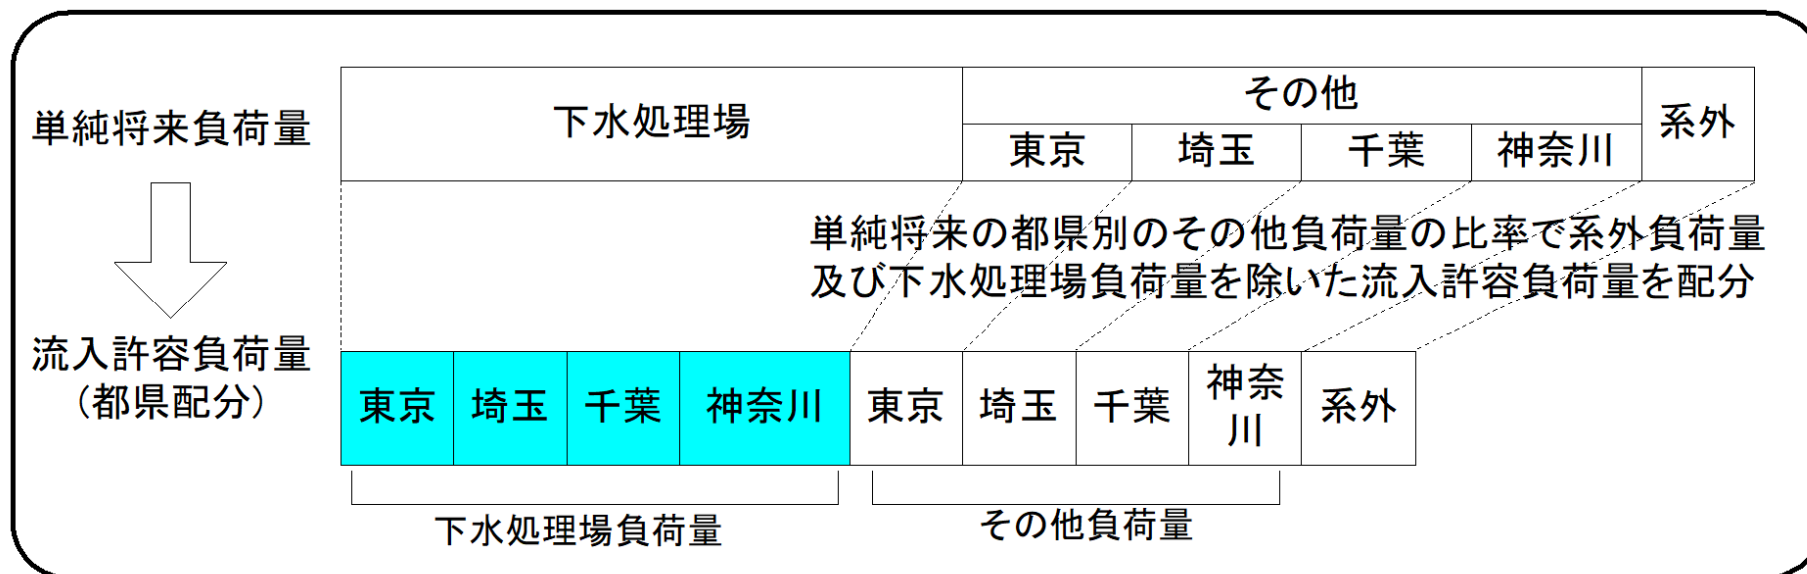 単純将来負荷量
下水処理場
その他
系外
東京
埼玉
千葉
神奈川
単純将来の都県別のその他負荷量の比率で系外負荷量
及び下水処理場負荷量を除いた流入許容負荷量を配分
流入許容負荷量
(都県配分)
東京
埼玉
千葉
神奈川
東京
埼玉
千葉
神奈
川
系外
下水処理場負荷量
その他負荷量